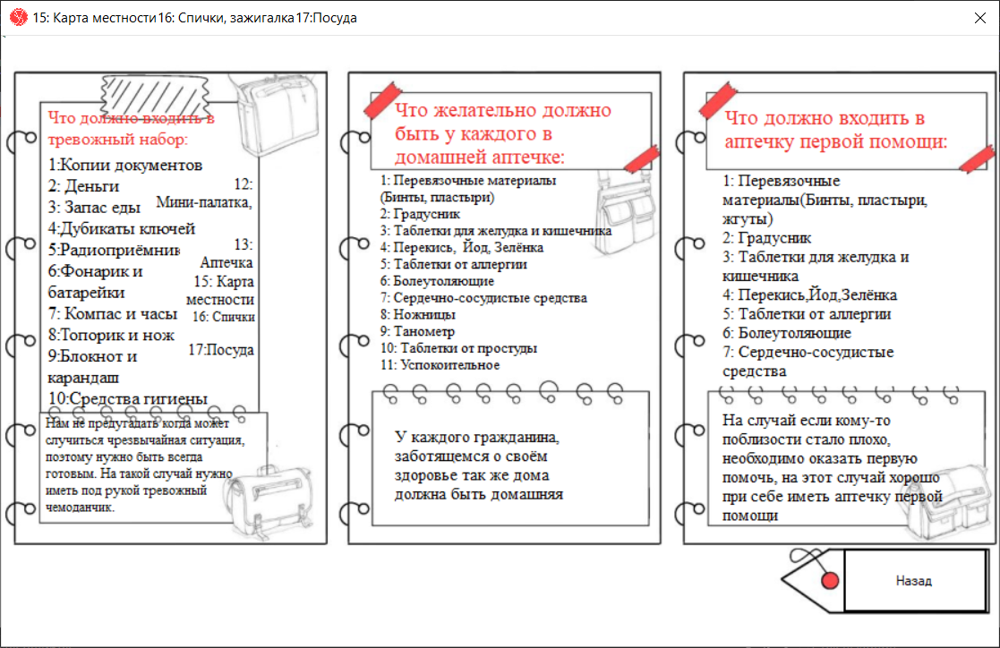 15: Карта местности16: Спички, зажигалка17:Посуда
Что должно входить в
тревожный набор:
1:Копии документов
2: Деньги
3: Запас еды
4:Дубикаты ключей
5:Радиоприёмник
6:Фонарик и
батарейки
7: Компас и часы
8:Топорик и нож
9:Блокнот и
карандаш
10:Средства гигиены
12:
Мини-палатка,
13:
Аптечка
15: Карта
местности
16: Спички
17:Посуда
Нам не предугадать когда может
случиться чрезвычайная ситуация,
поэтому нужно быть всегда
готовым. На такой случай нужно
иметь под рукой тревожный
чемоданчик.
Что желательно должно
быть у каждого в
домашней аптечке:
1: Перевязочные материалы
(Бинты, пластыри)
2: Градусник
3: Таблетки для желудка и кишечника
4: Перекись, Йод, Зелёнка
5: Таблетки от аллергии
6: Болеутоляющие
7: Сердечно-сосудистые средства
8: Ножницы
9: Танометр
10: Таблетки от простуды
11: Успокоительное
У каждого гражданина,
заботящемся о своём
здоровье так же дома
должна быть домашняя
Что должно входить в
аптечку первой помощи:
1: Перевязочные
материалы(Бинты, пластыри,
жгуты)
2: Градусник
3: Таблетки для желудка и
кишечника
4: Перекись,Йод,Зелёнка
5: Таблетки от аллергии
6: Болеутоляющие
7: Сердечно-сосудистые
средства
На случай если кому-то
поблизости стало плохо,
необходимо оказать первую
помочь, на этот случай хорошо
при себе иметь аптечку первой
помощи
Назад